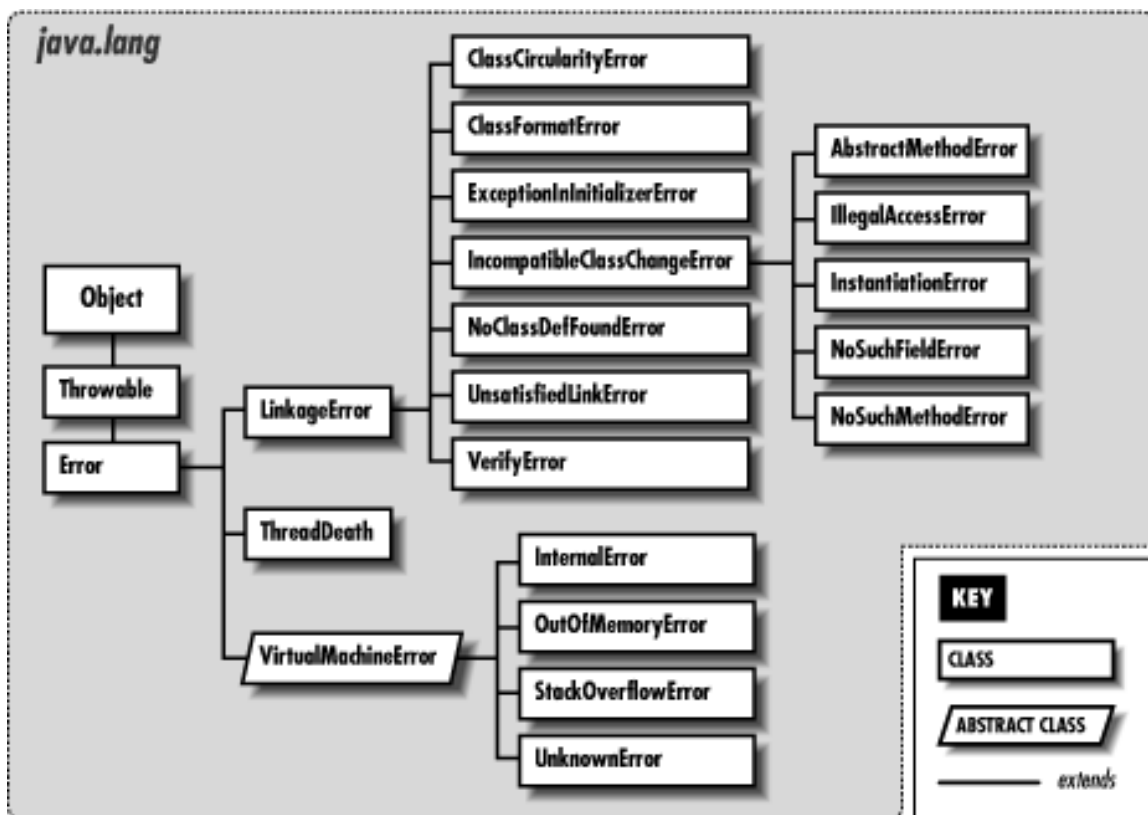 java.lang
Object
Throwable
Error
LinkageError
ThreadDeath
VirtualMachineError
ClassCircularityError
ClassFormatError
ExceptionInInitializerError
IncompatibleClassChangeError
NoClassDefFoundError
UnsatisfiedLinkError
VerifyError
AbstractMethodError
IllegalAccessError
InstantiationError
NoSuchFieldError
NoSuchMethodError
InternalError
OutOfMemoryError
StackOverflowError
UnknownError
KEY
CLASS
ABSTRACT CLASS
extends